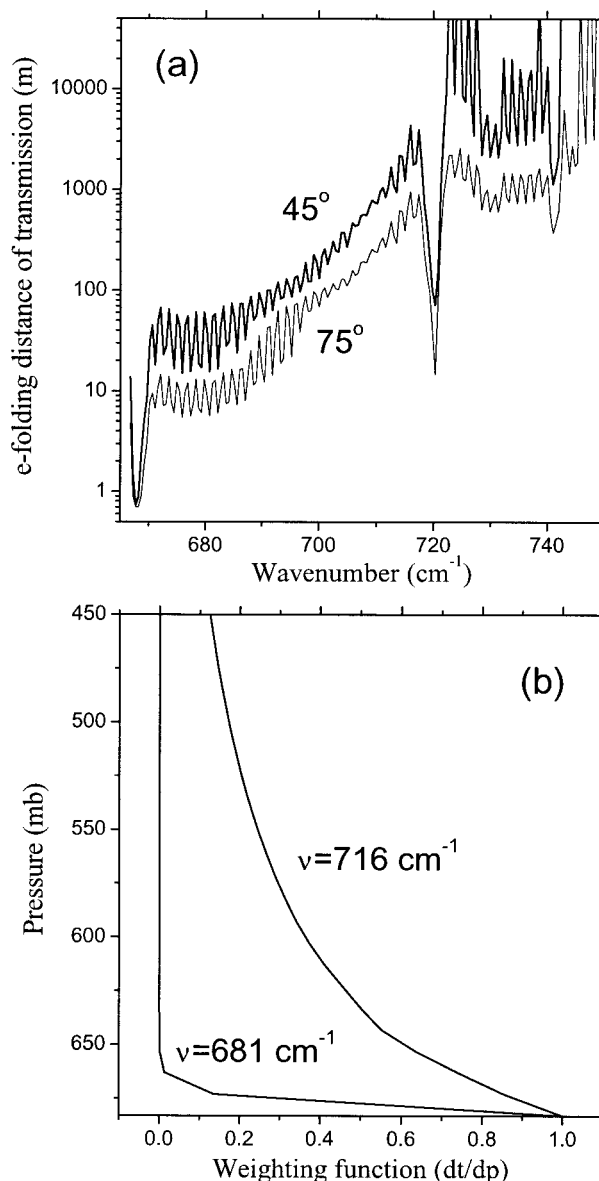 (a)
e-folding distance of transmission (m)
10000
1000
100
10
1
45°
75°
680
700
720
740
Wavenumber (cm⁻¹)
(b)
Pressure (mb)
450
500
550
600
650
ν=716 cm⁻¹
ν=681 cm⁻¹
0.0
0.2
0.4
0.6
0.8
1.0
Weighting function (dt/dp)